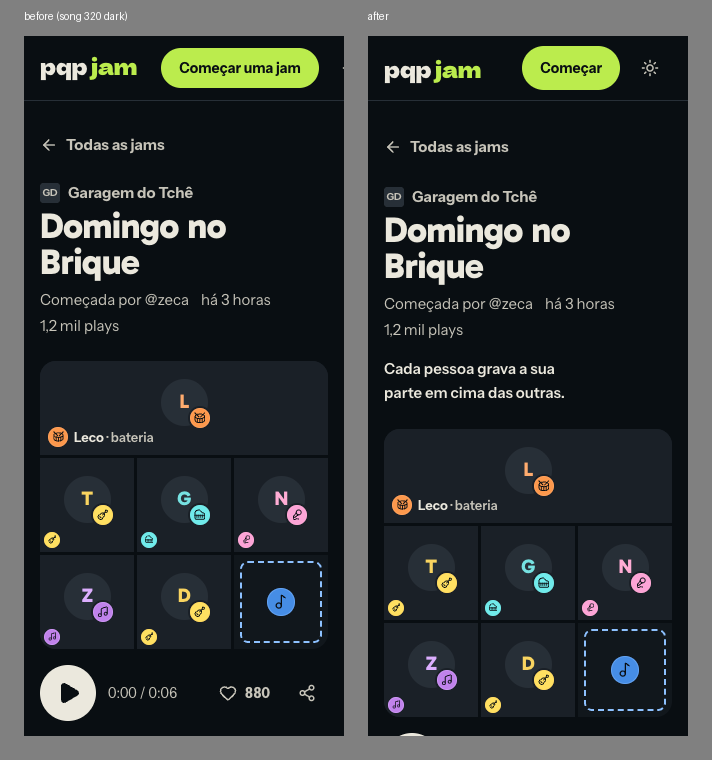 before (song 320 dark)
pqp jam
Começar uma jam
Todas as jams
GD Garagem do Tchê
Domingo no
Brique
Começada por @zeca há 3 horas
1,2 mil plays
L
Leco · bateria
T G N
Z D
0:00 / 0:06 880
after
pqp jam
Começar
Todas as jams
GD Garagem do Tchê
Domingo no
Brique
Começada por @zeca há 3 horas
1,2 mil plays
Cada pessoa grava a sua
parte em cima das outras.
L
Leco · bateria
T G N
Z D